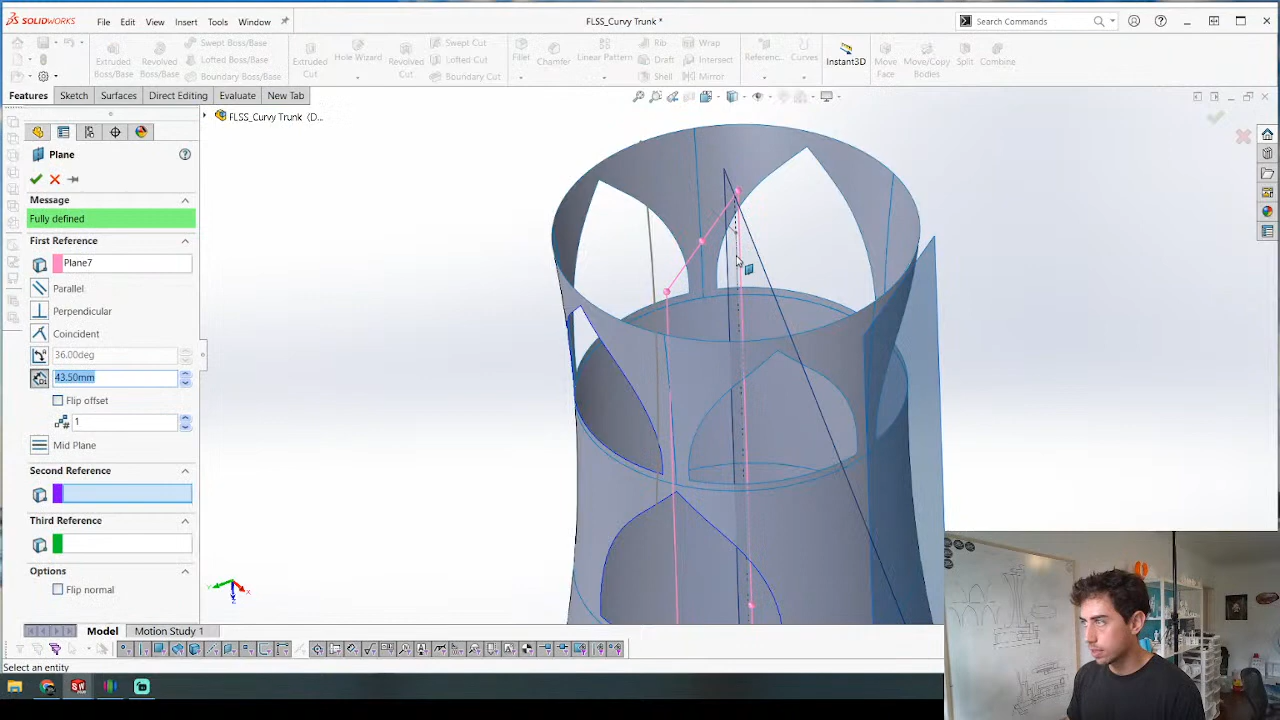 SOLIDWORKS File Edit View Insert Tools Window FLSS_Curvy Trunk * Search Commands
Extruded Boss/Base Revolved Boss/Base Swept Boss/Base Lofted Boss/Base Boundary Boss/Base Extruded Cut Hole Wizard Revolved Cut Swept Cut Lofted Cut Boundary Cut Fillet Chamfer Linear Pattern Rib Draft Shell Wrap Intersect Mirror Referenc... Curves Instant3D Move Face Move/Copy Bodies Split Combine
Features Sketch Surfaces Direct Editing Evaluate New Tab
FLSS_Curvy Trunk (D...
Plane
Message
Fully defined
First Reference
Plane7
Parallel
Perpendicular
Coincident
36.00deg
43.50mm
Flip offset
1
Mid Plane
Second Reference
Third Reference
Options
Flip normal
Model Motion Study 1
Select an entity